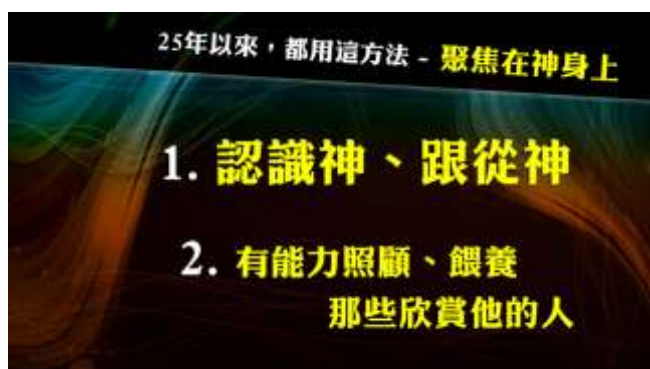 25年以來，都用這方法 - 聚焦在神身上
1. 認識神、跟從神
2. 有能力照顧、餵養
那些欣賞他的人